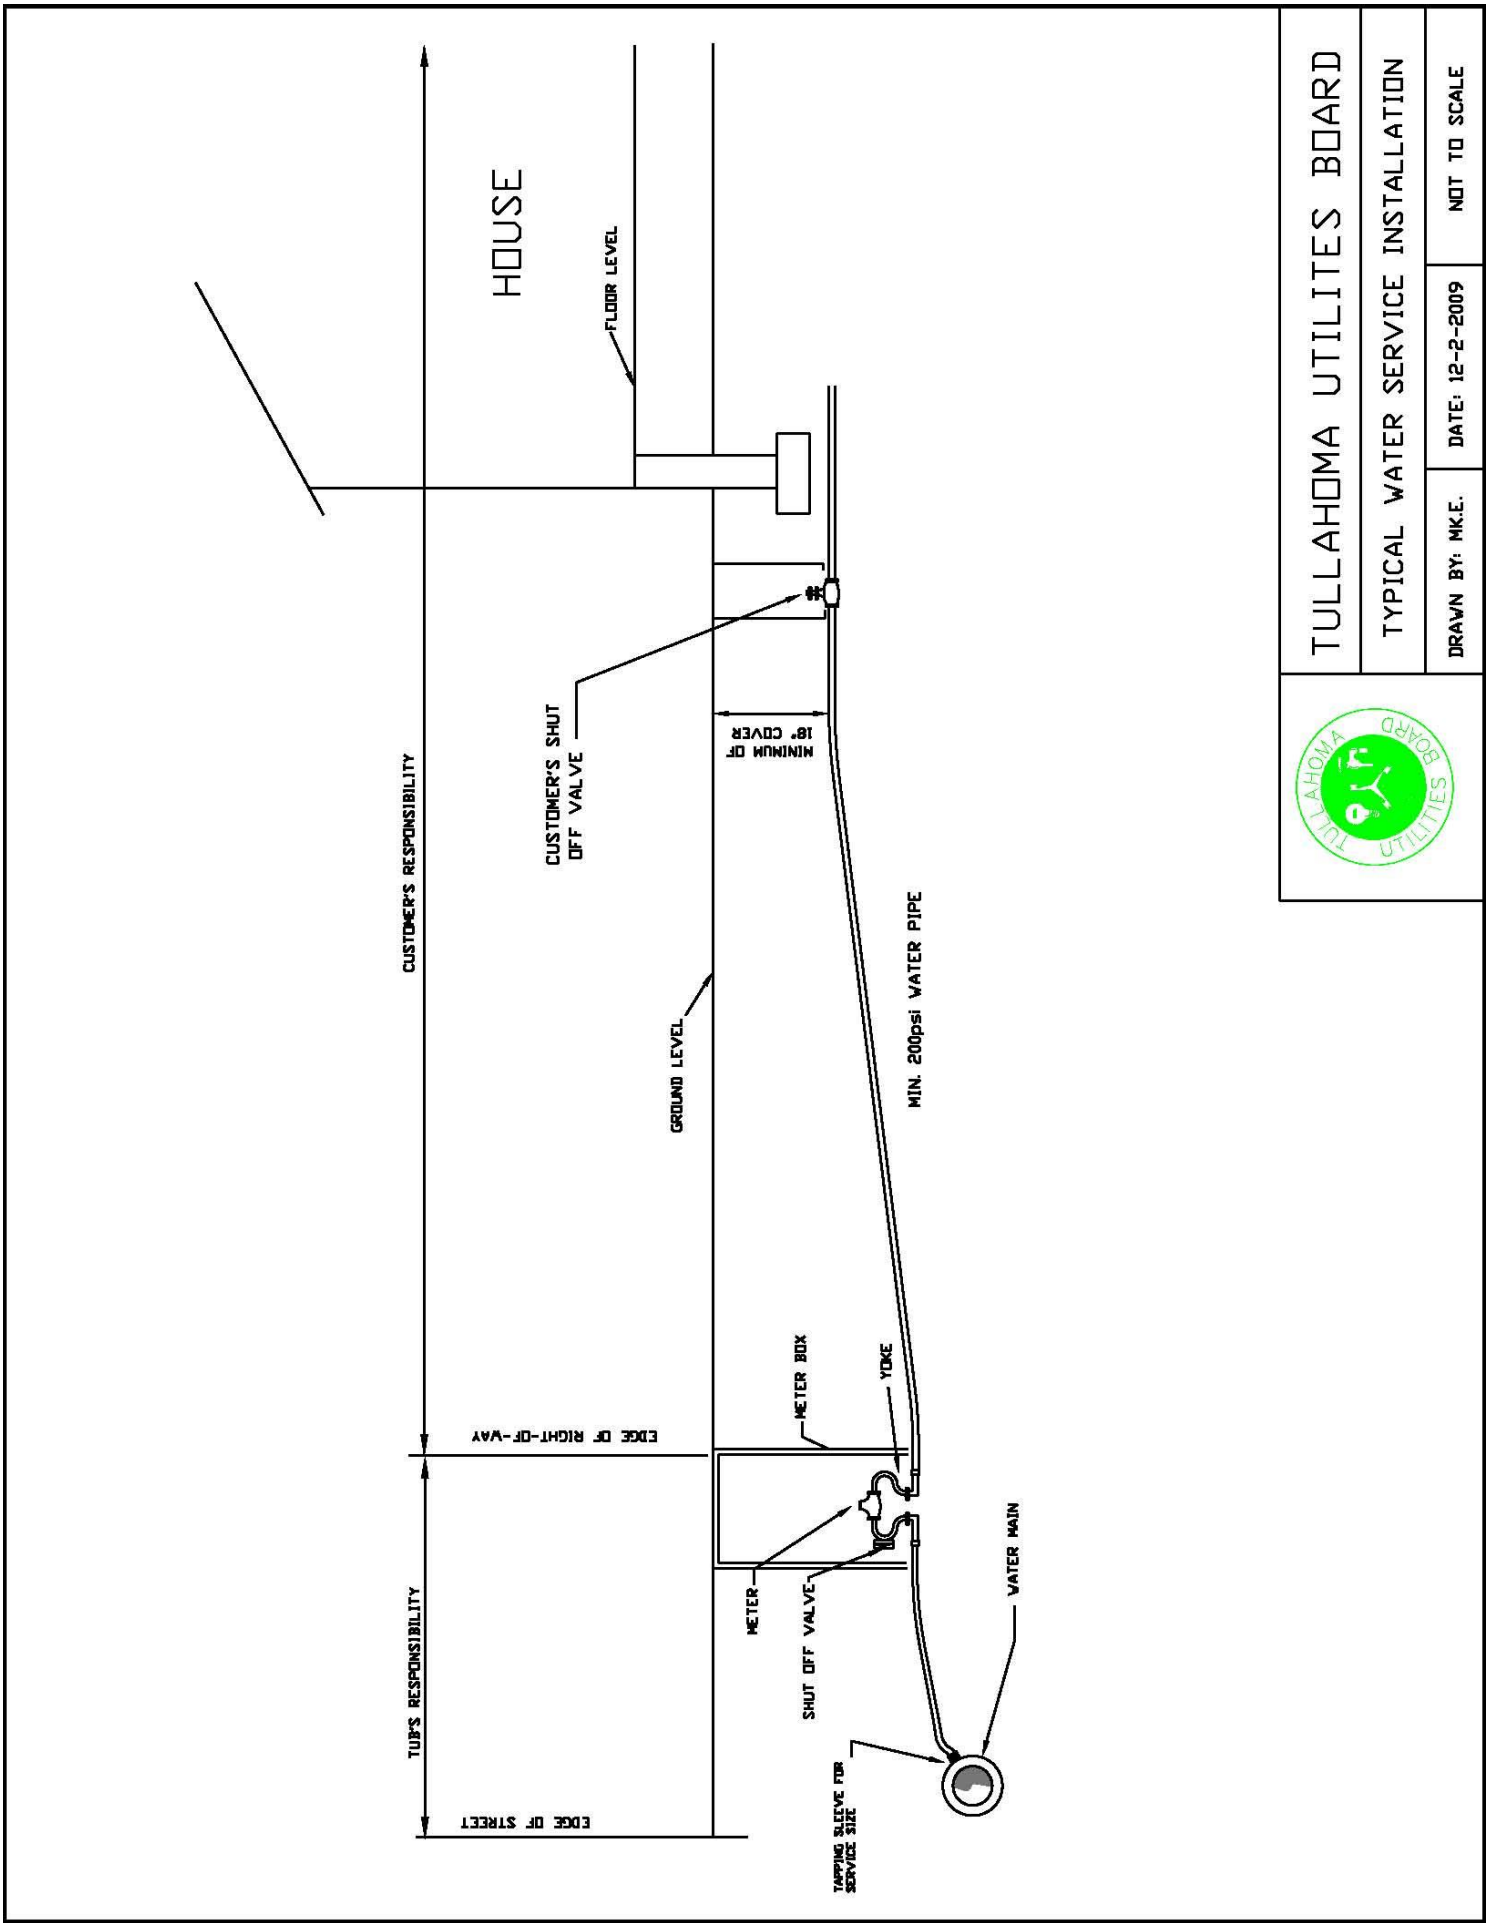 CUSTOMER'S RESPONSIBILITY
TUB'S RESPONSIBILITY
EDGE OF STREET
EDGE OF RIGHT-OF-WAY
HOUSE
FLOOR LEVEL
CUSTOMER'S SHUT
OFF VALVE
GROUND LEVEL
MINIMUM OF
18" COVER
METER BOX
YOKE
METER
SHUT OFF VALVE
MIN. 200psi WATER PIPE
TAPPING SLEEVE FOR
SERVICE SIZE
WATER MAIN
TULLAHOMA
UTILITIES BOARD
TULLAHOMA UTILITES BOARD
TYPICAL WATER SERVICE INSTALLATION
DRAWN BY: MK.E.
DATE: 12-2-2009
NOT TO SCALE